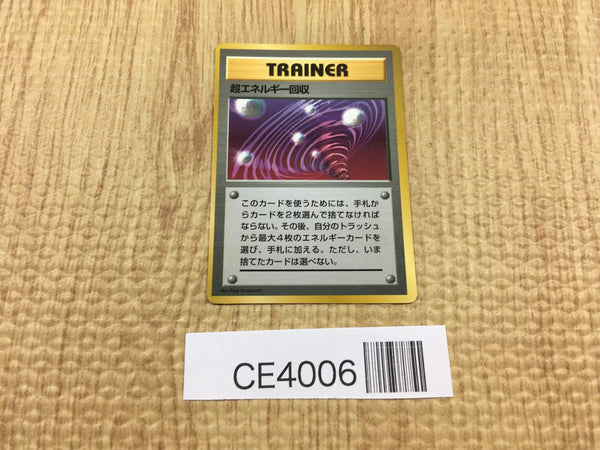 TRAINER
超エネルギー回収
このカードを使うためには、手札か
らカードを2枚選んで捨てなければ
ならない。その後、自分のトラッシュ
から最大4枚のエネルギーカードを
選び、手札に加える。ただし、いま
捨てたカードは選べない。
CE4006